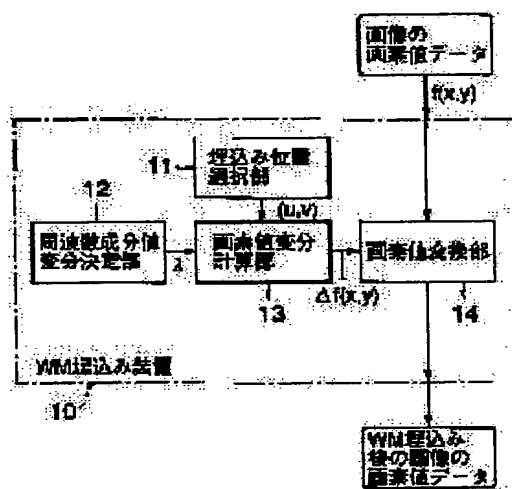 画像の
画素値データ
f(x,y)
埋込み位置
選択部
11
12
(u,v)
周波数成分値
変分決定部
λ
画素値変分
計算部
Δf(x,y)
画素値変換部
13
14
WM埋込み装置
10
WM埋込み
後の画像の
画素値データ